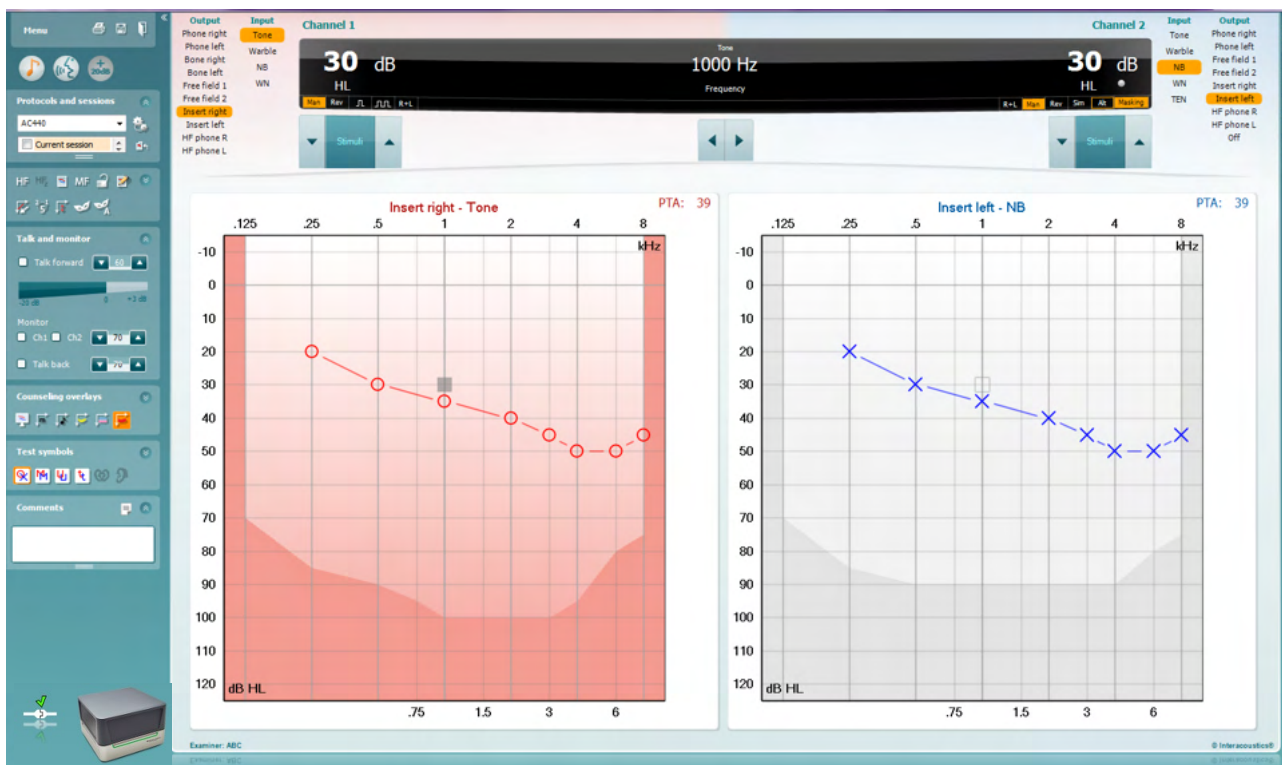 Menu
Protocols and sessions
AC440
Current session
HF HF MF
Talk and monitor
Talk forward 60
-20 dB 0 +3 dB
Monitor
Ch1 Ch2 70
Talk back 70
Counseling overlays
Test symbols
Comments
Output
Phone right
Phone left
Bone right
Bone left
Free field 1
Free field 2
Insert right
Insert left
HF phone R
HF phone L
Input
Tone
Warble
NB
WN
Channel 1
Channel 2
30 dB
HL
Man Rev R+L
Tone
1000 Hz
Frequency
30 dB
HL
R+L Man Rev Sim Alt Masking
Stimuli
Stimuli
Input
Tone
Warble
NB
WN
TEN
Output
Phone right
Phone left
Free field 1
Free field 2
Insert right
Insert left
HF phone R
HF phone L
Off
Insert right - Tone
PTA: 39
.125 .25 .5 1 2 4 8
kHz
-10
0
10
20
30
40
50
60
70
80
90
100
110
120
dB HL
.75 1.5 3 6
Insert left - NB
PTA: 39
.125 .25 .5 1 2 4 8
kHz
-10
0
10
20
30
40
50
60
70
80
90
100
110
120
dB HL
.75 1.5 3 6
Examiner: ABC
© Interacoustics®